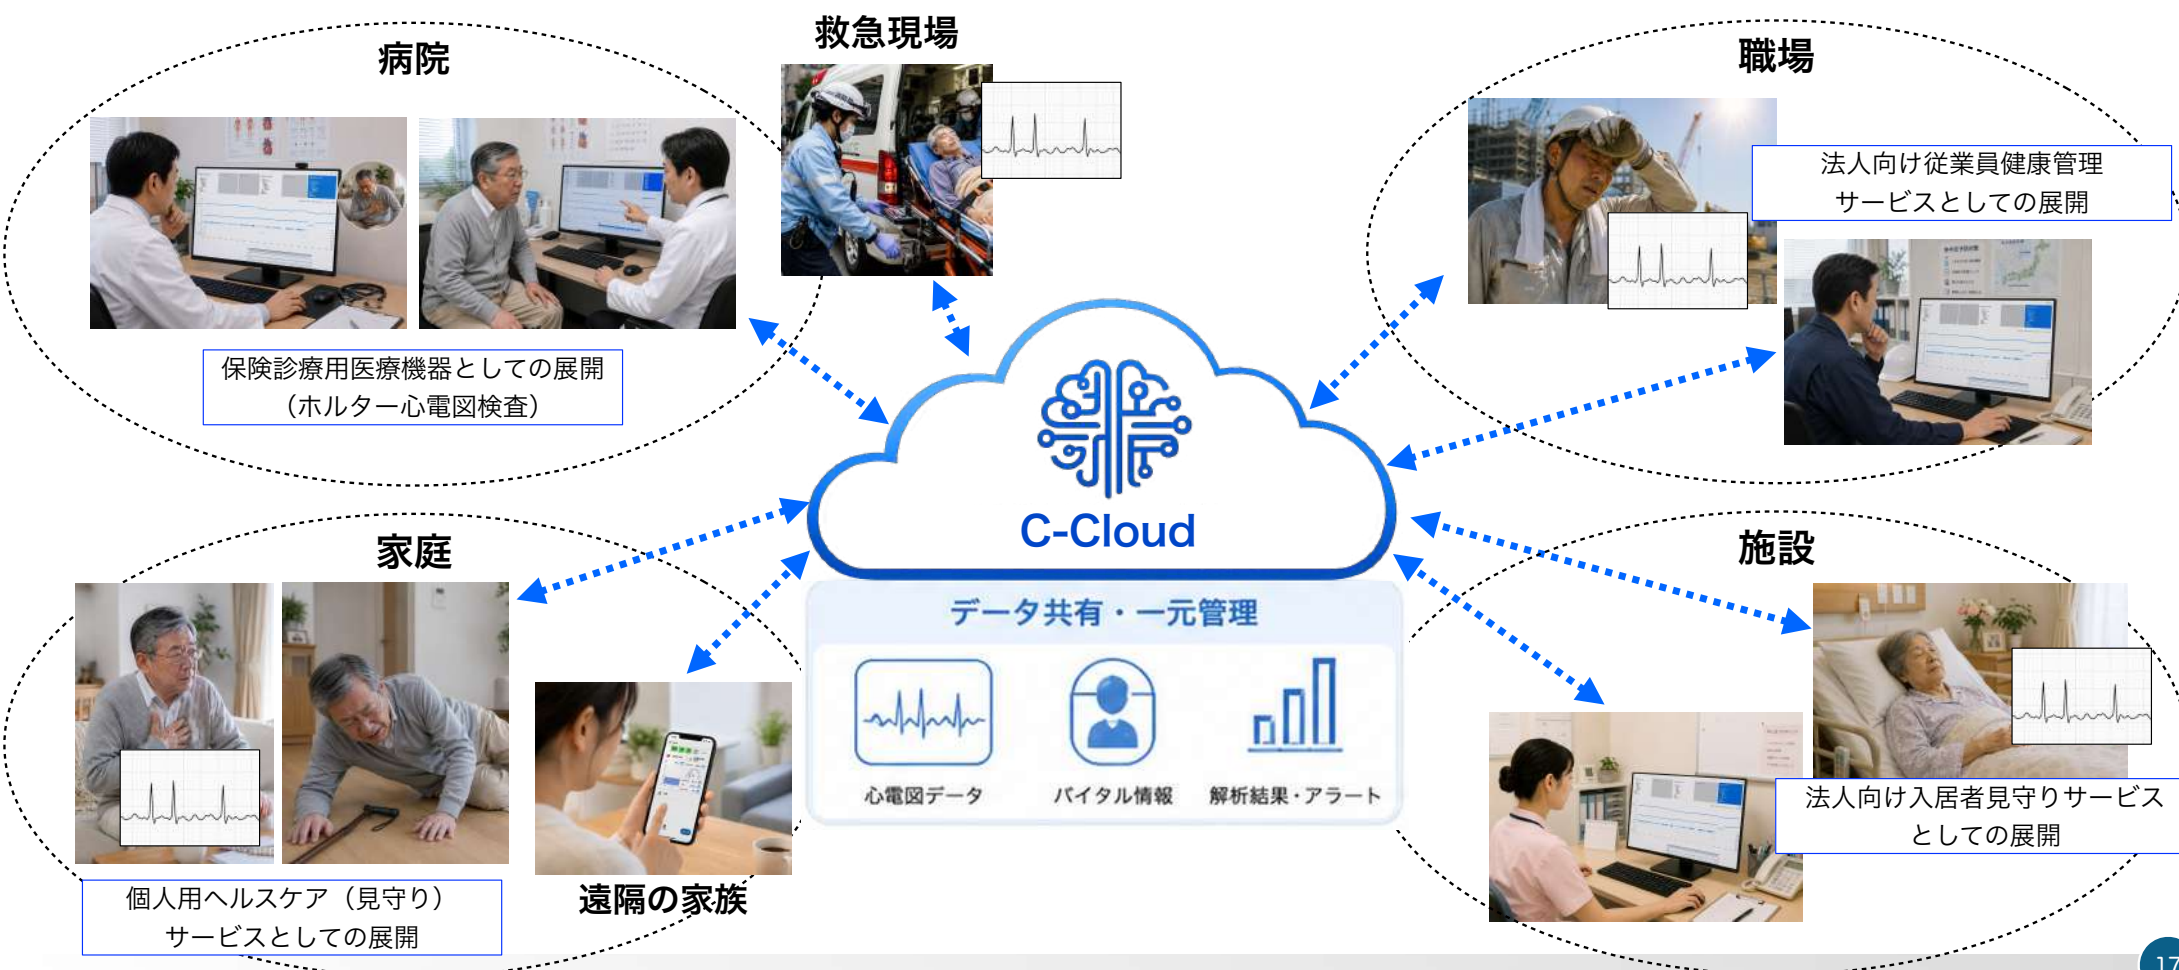 病院
救急現場
職場
法人向け従業員健康管理
サービスとしての展開
保険診療用医療機器としての展開
（ホルター心電図検査）
C-Cloud
家庭
施設
データ共有・一元管理
心電図データ
バイタル情報
解析結果・アラート
法人向け入居者見守りサービス
としての展開
遠隔の家族
個人用ヘルスケア（見守り）
サービスとしての展開
17